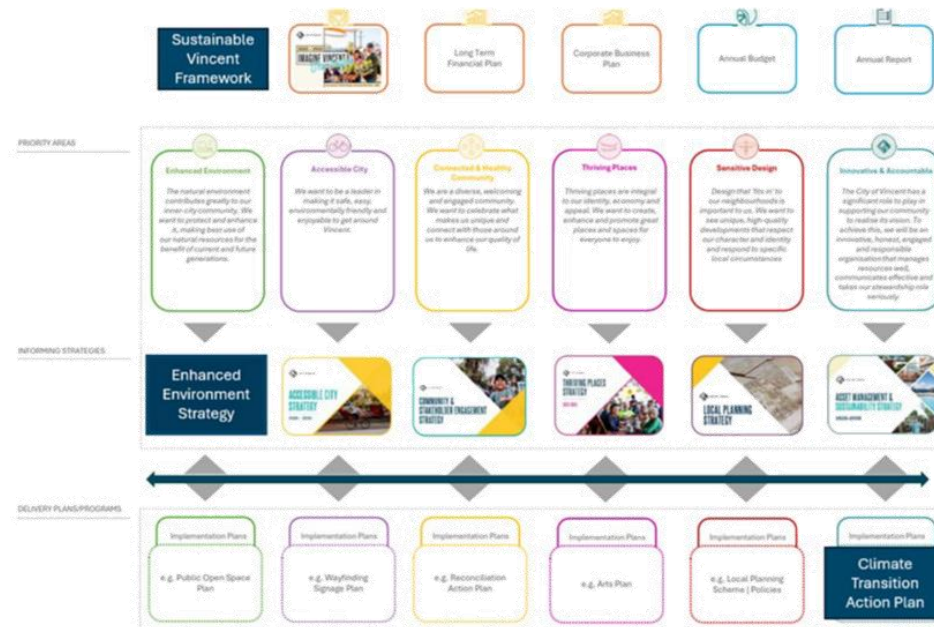 Sustainable
Vincent
Framework
IMAGINE VINCENT
Long Term
Financial Plan
Corporate Business
Plan
Annual Budget
Annual Report
PRIORITY AREAS
Enhanced Environment
The natural environment
contributes greatly to our
inner-city community. We
want to protect and enhance
it, making best use of
our natural resources for the
benefit of current and future
generations.
Accessible City
We want to be a leader in
making it safe, easy,
environmentally friendly and
enjoyable to get around
Vincent.
Connected & Healthy
Community
We are a diverse, welcoming
and engaged community.
We want to celebrate what
makes us unique and
connect with those around
us to enhance our quality of
life.
Thriving Places
Thriving places are integral
to our identity, economy and
appeal. We want to create,
enhance and promote great
places and spaces for
everyone to enjoy.
Sensitive Design
Design that 'fits in' to
our neighbourhoods is
important to us. We want to
see unique, high-quality
developments that respect
our character and identity
and respond to specific
local circumstances
Innovative & Accountable
The City of Vincent has a
significant role to play in
supporting our community
to realise its vision. To
achieve this, we will be an
innovative, honest, engaged
and responsible
organisation that manages
resources well,
communicates effective and
takes our stewardship role
seriously.
INFORMING STRATEGIES
Enhanced
Environment
Strategy
ACCESSIBLE CITY
STRATEGY
COMMUNITY &
STAKEHOLDER ENGAGEMENT
STRATEGY
THRIVING PLACES
STRATEGY
LOCAL PLANNING
STRATEGY
ASSET MANAGEMENT &
SUSTAINABILITY STRATEGY
DELIVERY PLANS/PROGRAMS
Implementation Plans
e.g. Public Open Space
Plan
Implementation Plans
e.g. Wayfinding
Signage Plan
Implementation Plans
e.g. Reconciliation
Action Plan
Implementation Plans
e.g. Arts Plan
Implementation Plans
e.g. Local Planning
Scheme | Policies
Implementation Plans
Climate
Transition
Action Plan